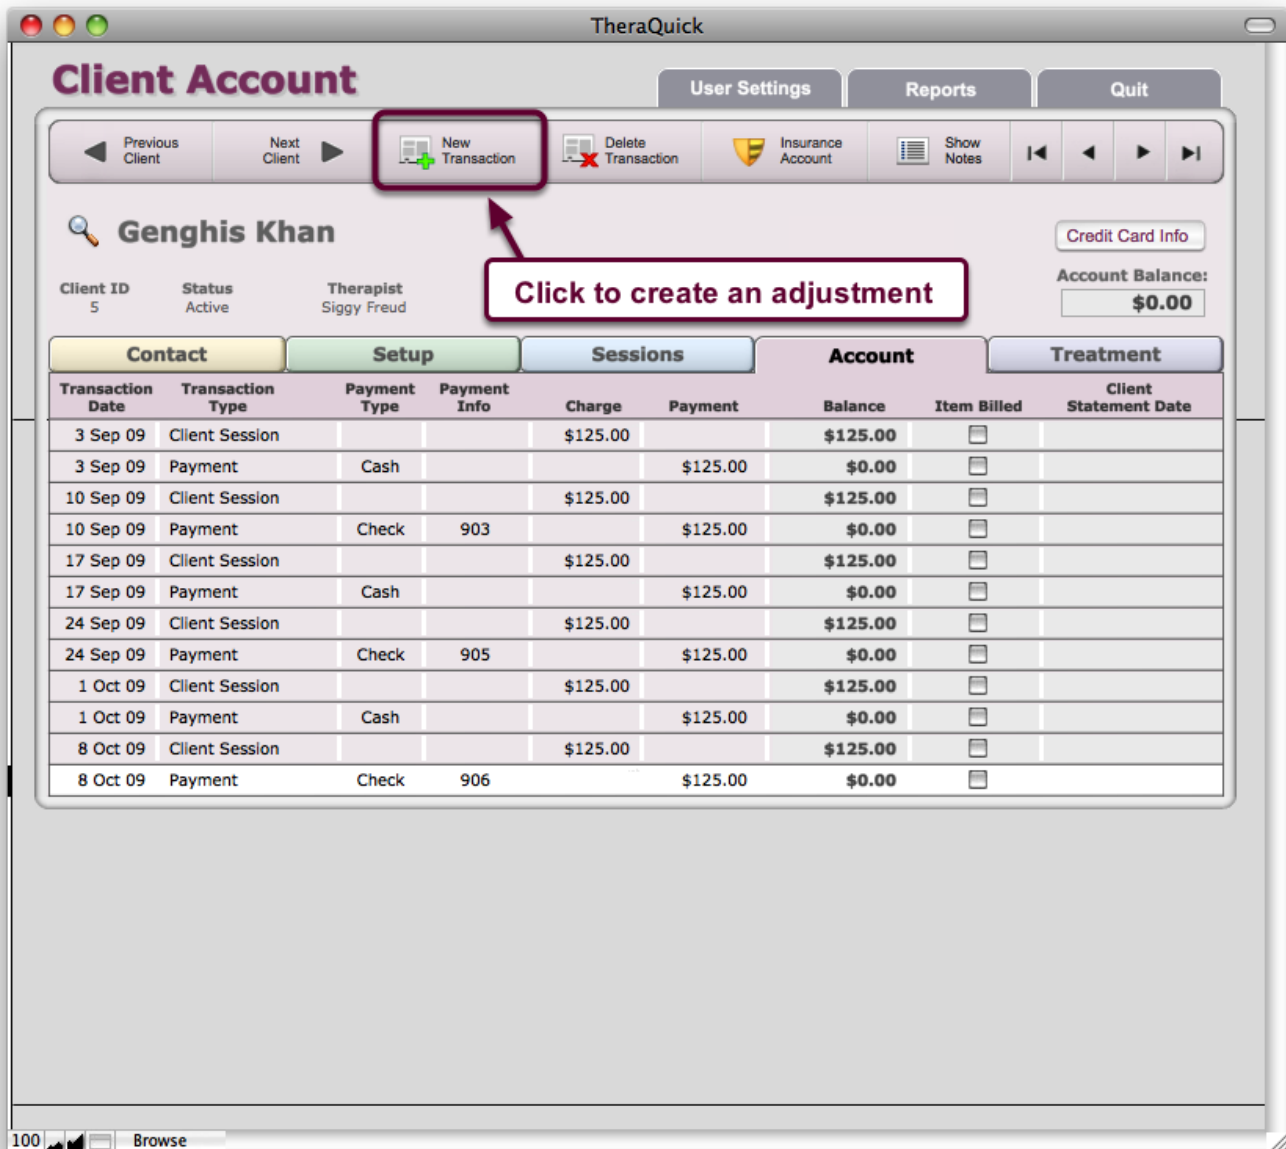 TheraQuick
Client Account
User Settings
Reports
Quit
Previous
Client
Next
Client
New
Transaction
Delete
Transaction
Insurance
Account
Show
Notes
Genghis Khan
Credit Card Info
Click to create an adjustment
Account Balance:
$0.00
Client ID
5
Status
Active
Therapist
Siggy Freud
Contact Setup Sessions Account Treatment
Transaction Date Transaction Type Payment Type Payment Info Charge Payment Balance Item Billed Client Statement Date
3 Sep 09 Client Session $125.00 $125.00
3 Sep 09 Payment Cash $125.00 $0.00
10 Sep 09 Client Session $125.00 $125.00
10 Sep 09 Payment Check 903 $125.00 $0.00
17 Sep 09 Client Session $125.00 $125.00
17 Sep 09 Payment Cash $125.00 $0.00
24 Sep 09 Client Session $125.00 $125.00
24 Sep 09 Payment Check 905 $125.00 $0.00
1 Oct 09 Client Session $125.00 $125.00
1 Oct 09 Payment Cash $125.00 $0.00
8 Oct 09 Client Session $125.00 $125.00
8 Oct 09 Payment Check 906 $125.00 $0.00
100 Browse